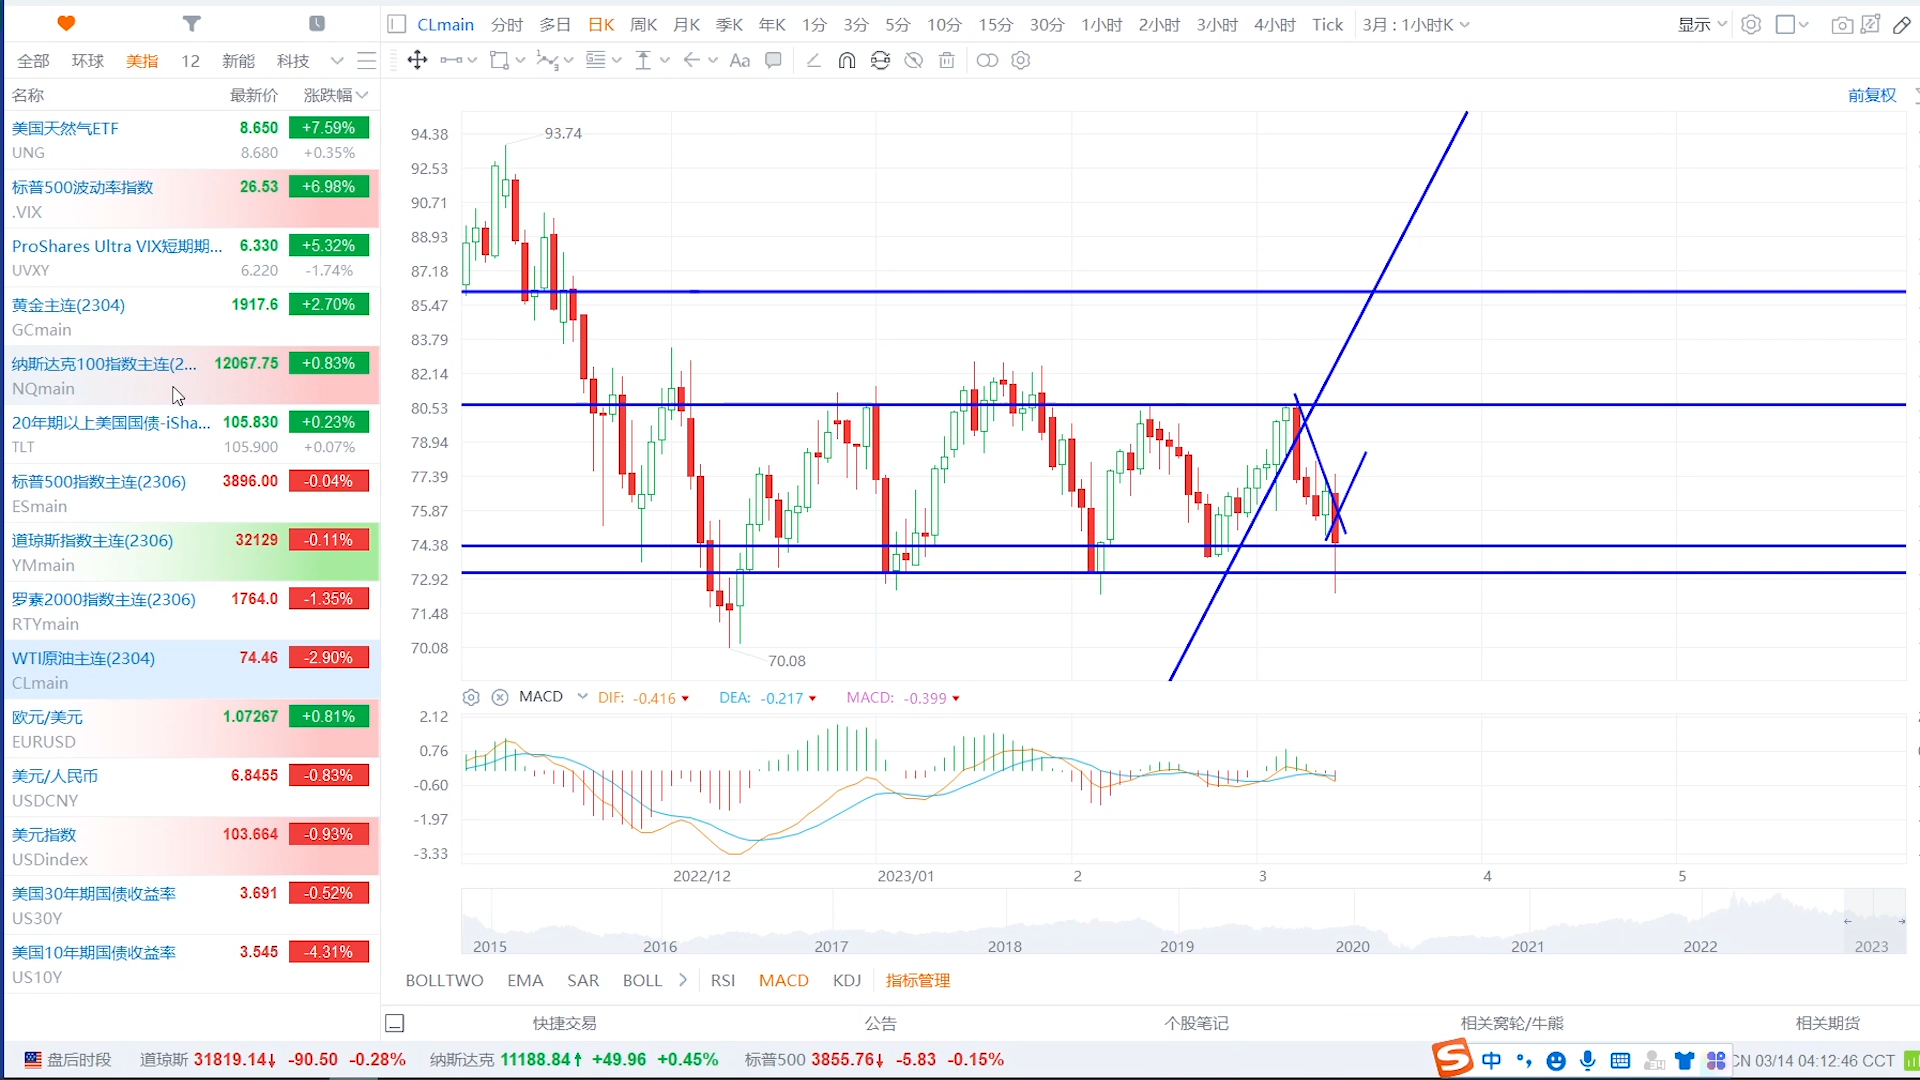 CLmain 分时 多日 日K 周K 月K 季K 年K 1分 3分 5分 10分 15分 30分 1小时 2小时 3小时 4小时 Tick 3月 : 1小时K 显示
全部 环球 美指 12 新能 科技
Aa
名称 最新价 涨跌幅
前复权
美国天然气ETF 8.650 +7.59%
UNG 8.680 +0.35%
标普500波动率指数 26.53 +6.98%
.VIX
ProShares Ultra VIX短期期... 6.330 +5.32%
UVXY 6.220 -1.74%
黄金主连(2304) 1917.6 +2.70%
GCmain
纳斯达克100指数主连(2... 12067.75 +0.83%
NQmain
20年期以上美国国债-iSha... 105.830 +0.23%
TLT 105.900 +0.07%
标普500指数主连(2306) 3896.00 -0.04%
ESmain
道琼斯指数主连(2306) 32129 -0.11%
YMmain
罗素2000指数主连(2306) 1764.0 -1.35%
RTYmain
WTI原油主连(2304) 74.46 -2.90%
CLmain
欧元/美元 1.07267 +0.81%
EURUSD
美元/人民币 6.8455 -0.83%
USDCNY
美元指数 103.664 -0.93%
USDindex
美国30年期国债收益率 3.691 -0.52%
US30Y
美国10年期国债收益率 3.545 -4.31%
US10Y
94.38
92.53
90.71
88.93
87.18
85.47
83.79
82.14
80.53
78.94
77.39
75.87
74.38
72.92
71.48
70.08
93.74
70.08
MACD DIF: -0.416 DEA: -0.217 MACD: -0.399
2.12
0.76
-0.60
-1.97
-3.33
2022/12 2023/01 2 3 4 5
2015 2016 2017 2018 2019 2020 2021 2022 2023
BOLLTWO EMA SAR BOLL RSI MACD KDJ 指标管理
快捷交易 公告 个股笔记 相关窝轮/牛熊 相关期货
盘后时段 道琼斯 31819.14↓ -90.50 -0.28% 纳斯达克 11188.84↑ +49.96 +0.45% 标普500 3855.76↓ -5.83 -0.15%
中
CN 03/14 04:12:46 CCT